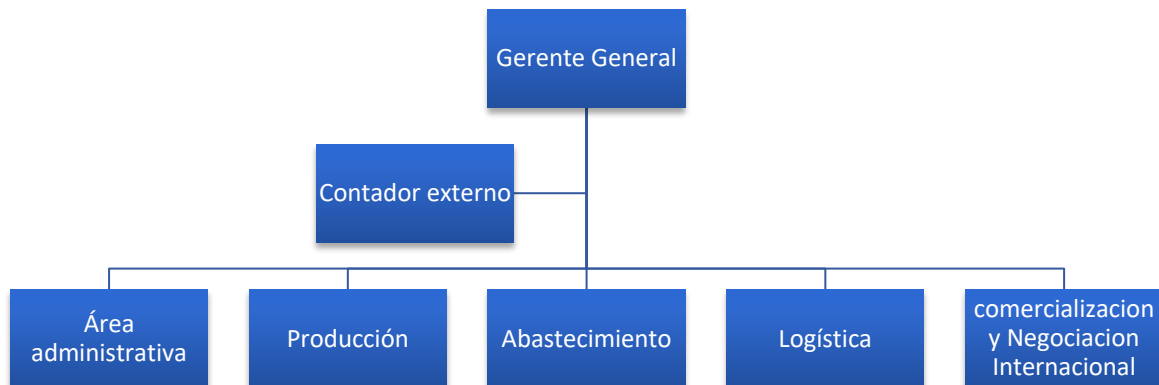 Gerente General
Contador externo
Área
administrativa
Producción
Abastecimiento
Logística
comercializacion
y Negociacion
Internacional